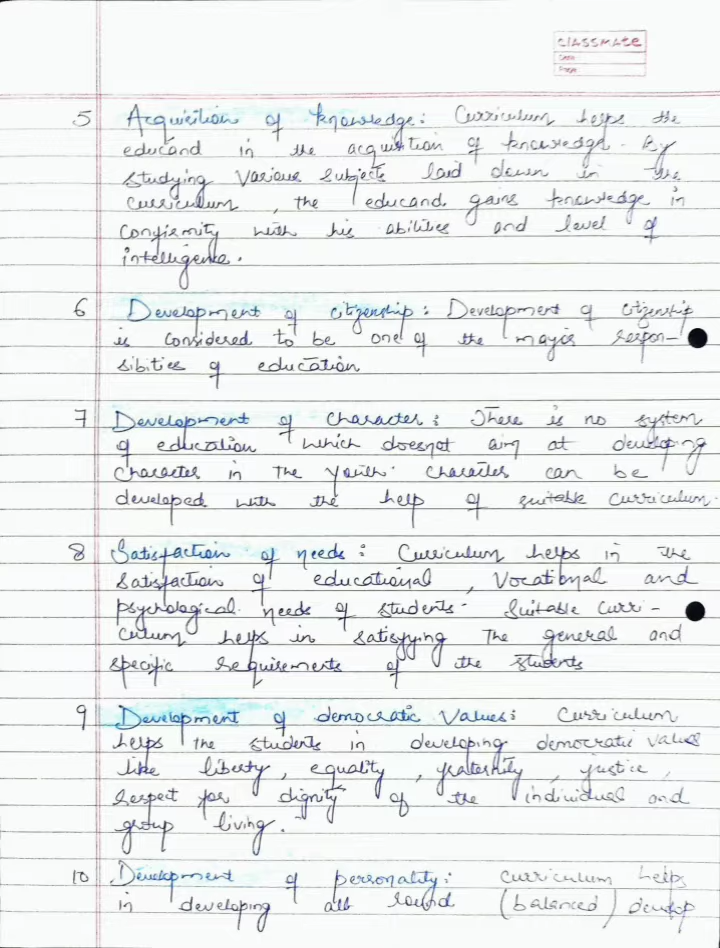 classmate
Date
Page
5 Acquisition of knowledge: Curriculum helps the
educand in the acquisition of knowledge. By
studying various subjects laid down in the
curriculum, the educand gains knowledge in
confirmity with his abilities and level of
intelligence.
6 Development of citizenship: Development of citizenship
is considered to be one of the major respon-
sibities of education
7 Development of character: There is no system
of education which doesnot aim at developing
character in the youth. Character can be
developed with the help of suitable curriculum.
8 Satisfaction of needs: Curriculum helps in the
satisfaction of educational, vocational and
psychological needs of students. Suitable curri-
culum helps in satisfying the general and
specific requirements of the students
9 Development of democratic values: Curriculum
helps the students in developing democratic values
like liberty, equality, fraternity, justice,
respect for dignity of the individual and
group living.
10 Development of personality: curriculum helps
in developing all round (balanced) develop